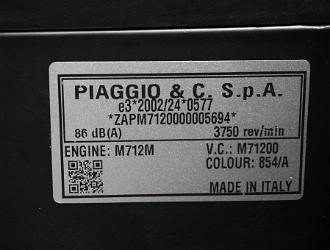 PIAGGIO & C. S.p.A.
e3*2002/24*0577
*ZAPM7120000005694*
86 dB(A) 3750 rev/min
ENGINE: M712M V.C.: M71200
COLOUR: 854/A
MADE IN ITALY